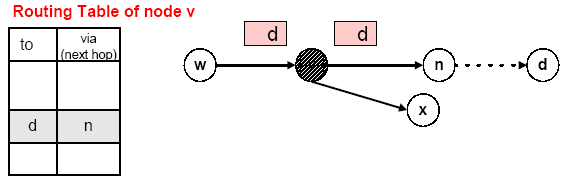 Routing Table of node v
to
via
(next hop)
d
n
d
d
w
n
d
x